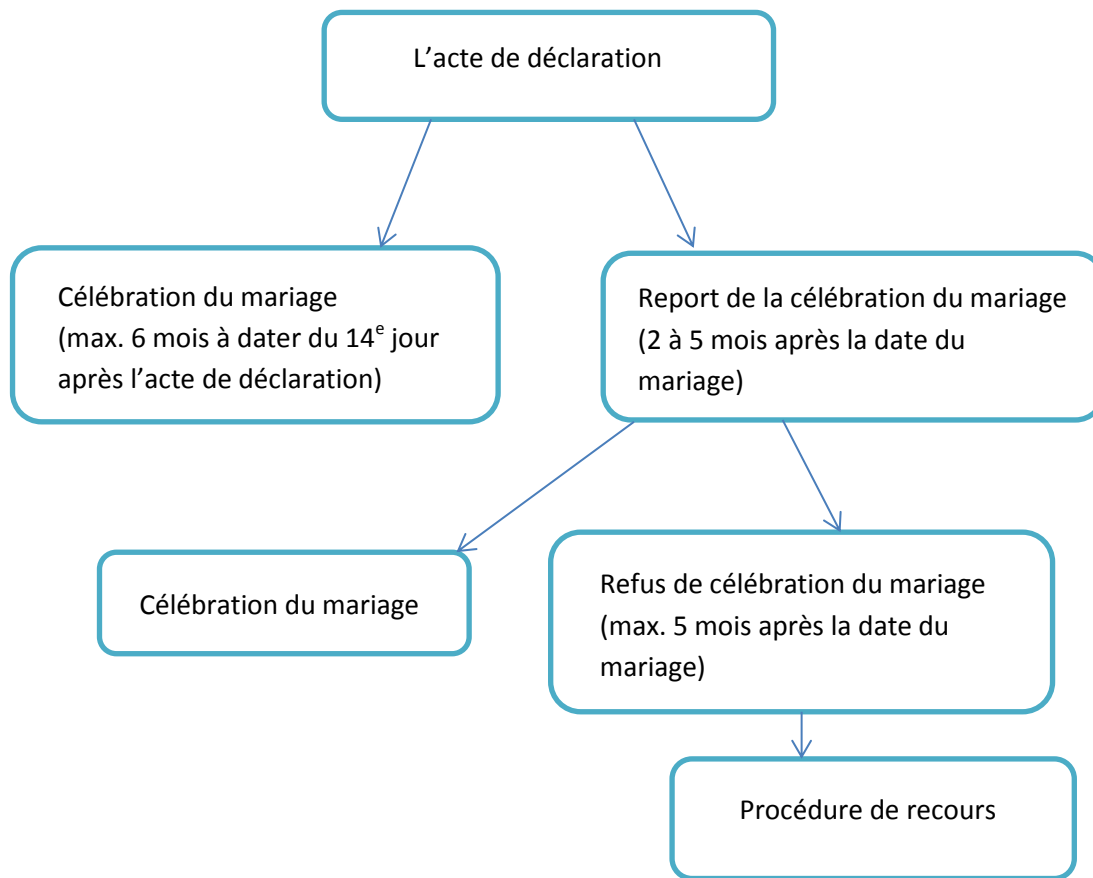 L’acte de déclaration
Célébration du mariage
(max. 6 mois à dater du 14e jour
après l’acte de déclaration)
Report de la célébration du mariage
(2 à 5 mois après la date du
mariage)
Célébration du mariage
Refus de célébration du mariage
(max. 5 mois après la date du
mariage)
Procédure de recours